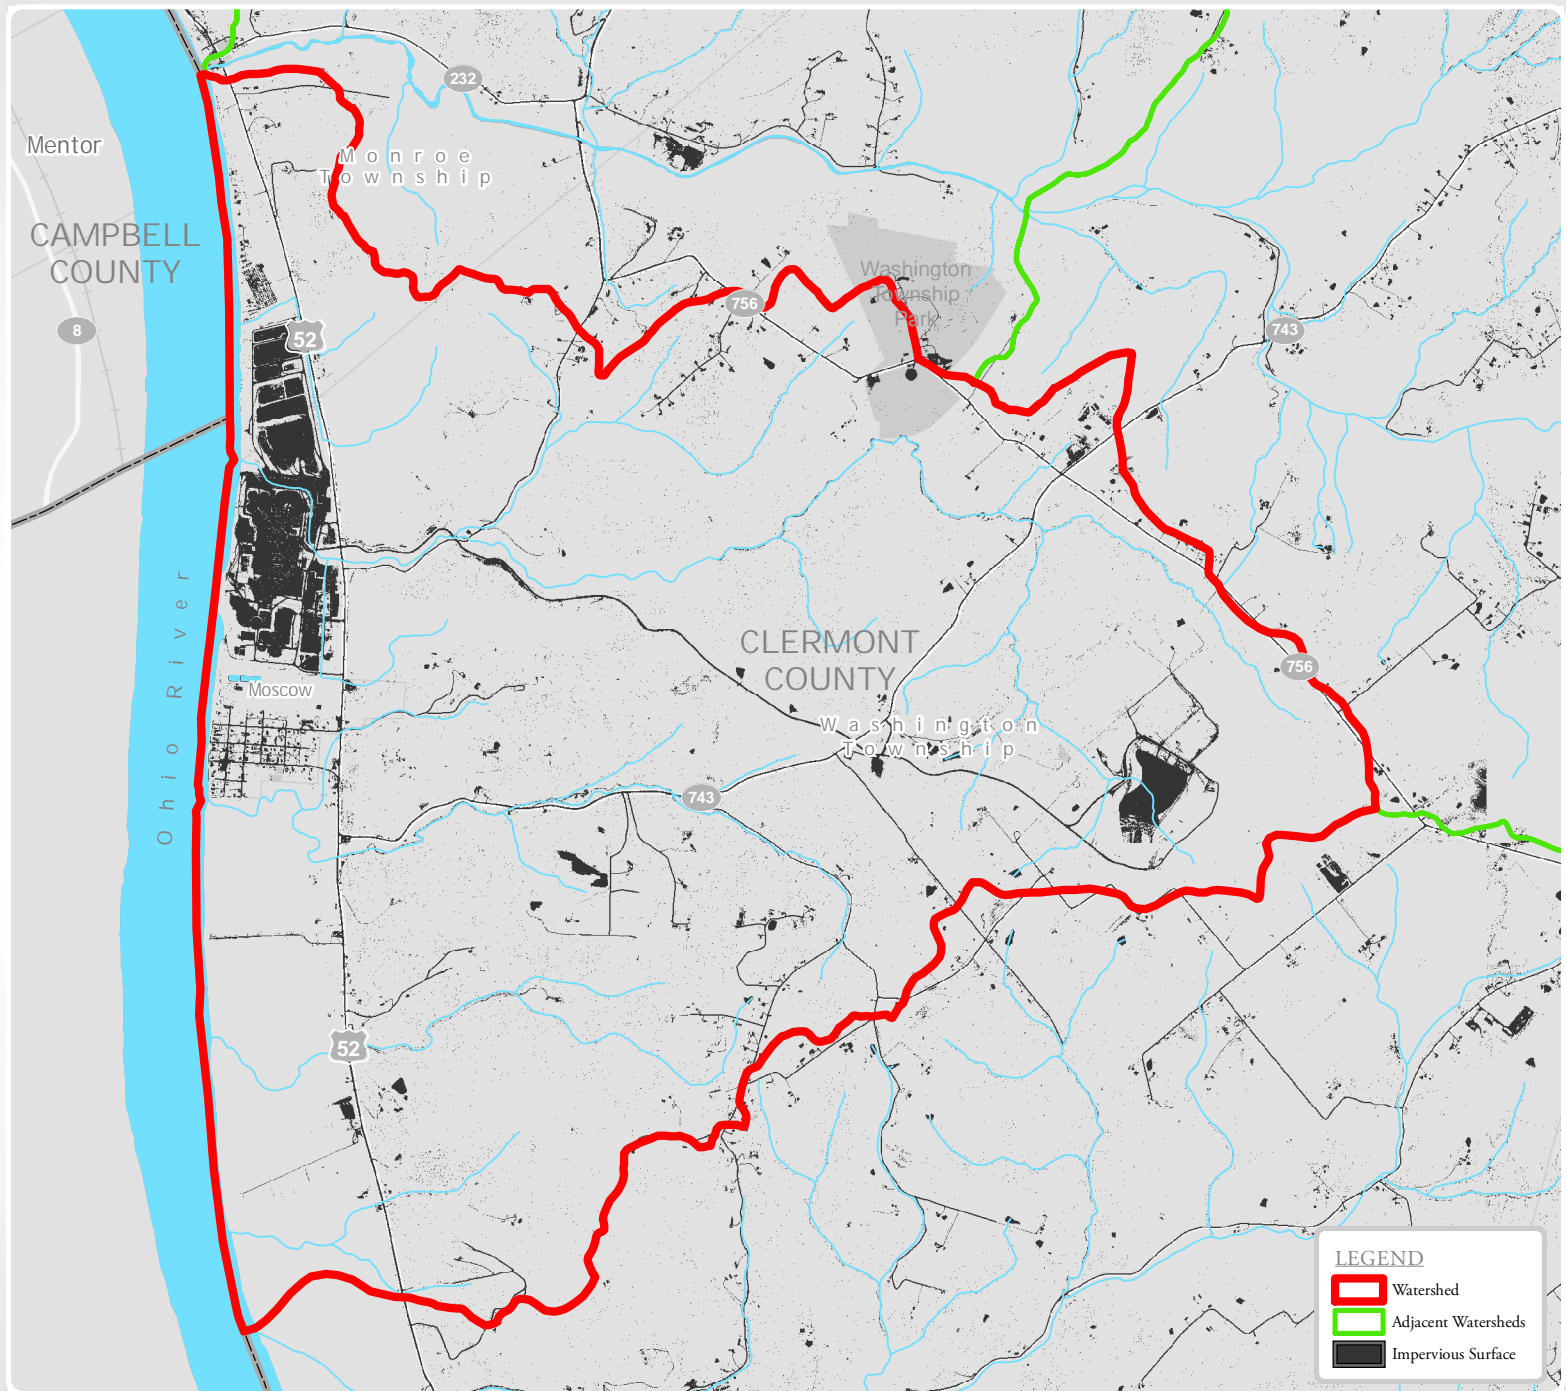 232
Mentor
Monroe
Township
CAMPBELL
COUNTY
Washington
Township
Park
756
8
52
743
Ohio River
CLERMONT
COUNTY
756
Moscow
Washington
Township
743
52
LEGEND
Watershed
Adjacent Watersheds
Impervious Surface